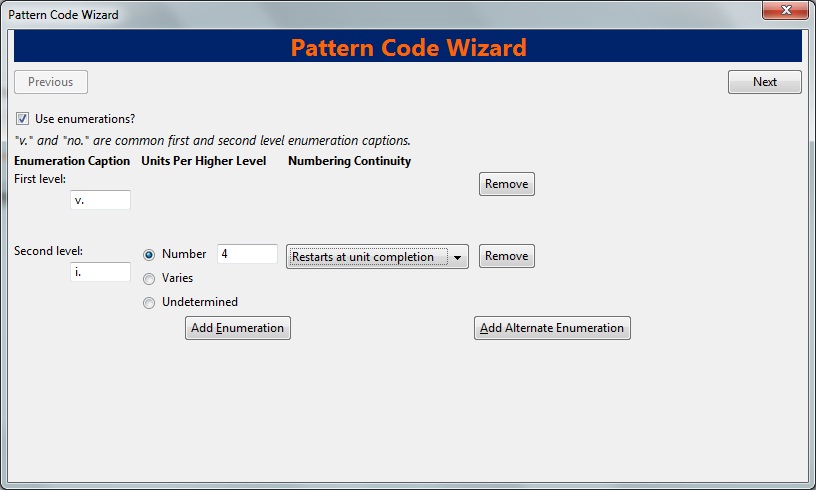 Pattern Code Wizard
Pattern Code Wizard
Previous Next
Use enumerations?
"v." and "no." are common first and second level enumeration captions.
Enumeration Caption Units Per Higher Level Numbering Continuity
First level: Remove
v.
Second level: Number 4 Restarts at unit completion Remove
i.
Varies
Undetermined
Add Enumeration Add Alternate Enumeration